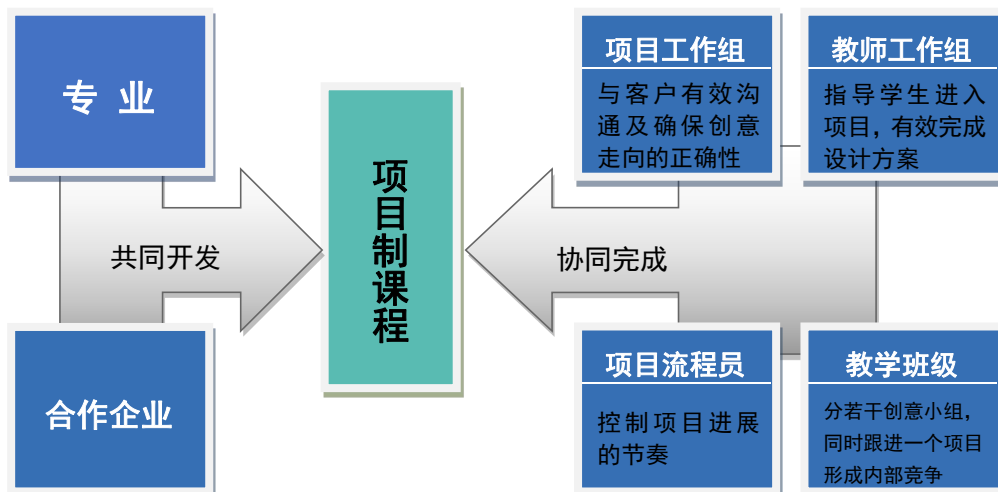 专 业
合作企业
共同开发
项目制课程
协同完成
项目工作组
与客户有效沟
通及确保创意
走向的正确性
教师工作组
指导学生进入
项目，有效完成
设计方案
项目流程员
控制项目进展
的节奏
教学班级
分若干创意小组，
同时跟进一个项目
形成内部竞争